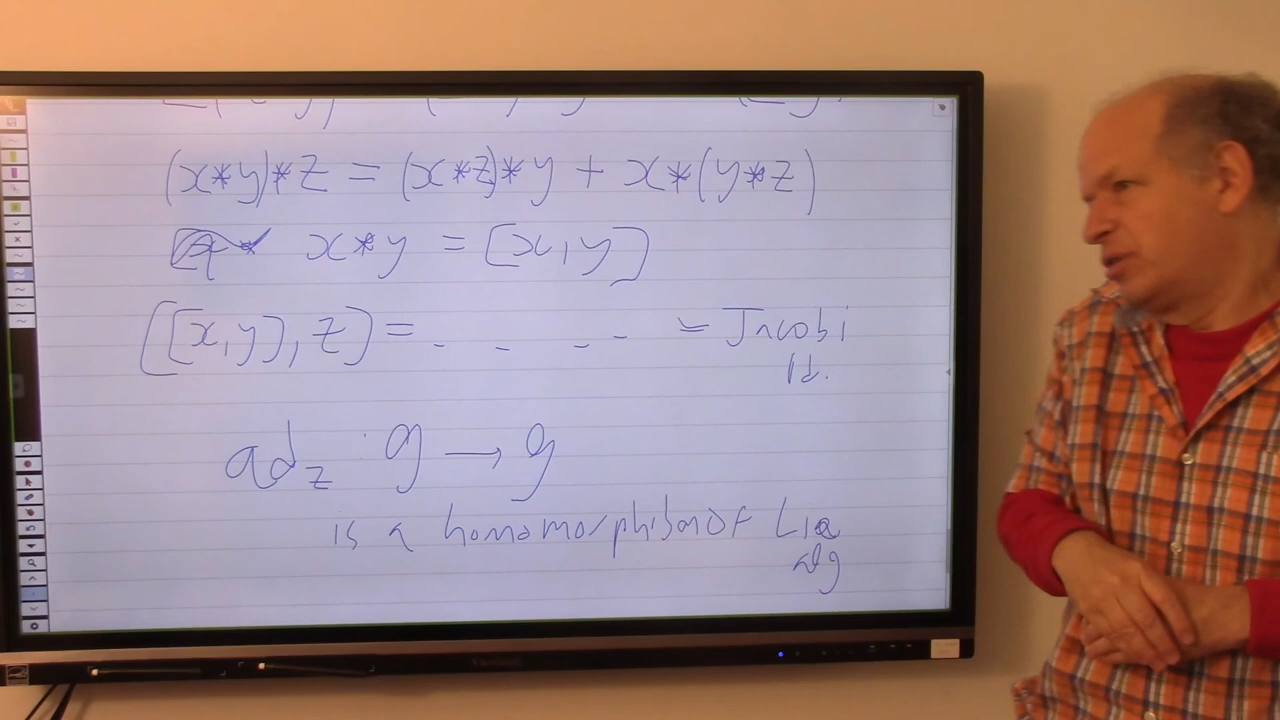 (x*y)*z = (x*z)*y + x*(y*z)
x*y = [x,y]
[[x,y],z] = - - - - = Jacobi
Id.
ad_z : g → g
is a homomorphism of Lie
alg